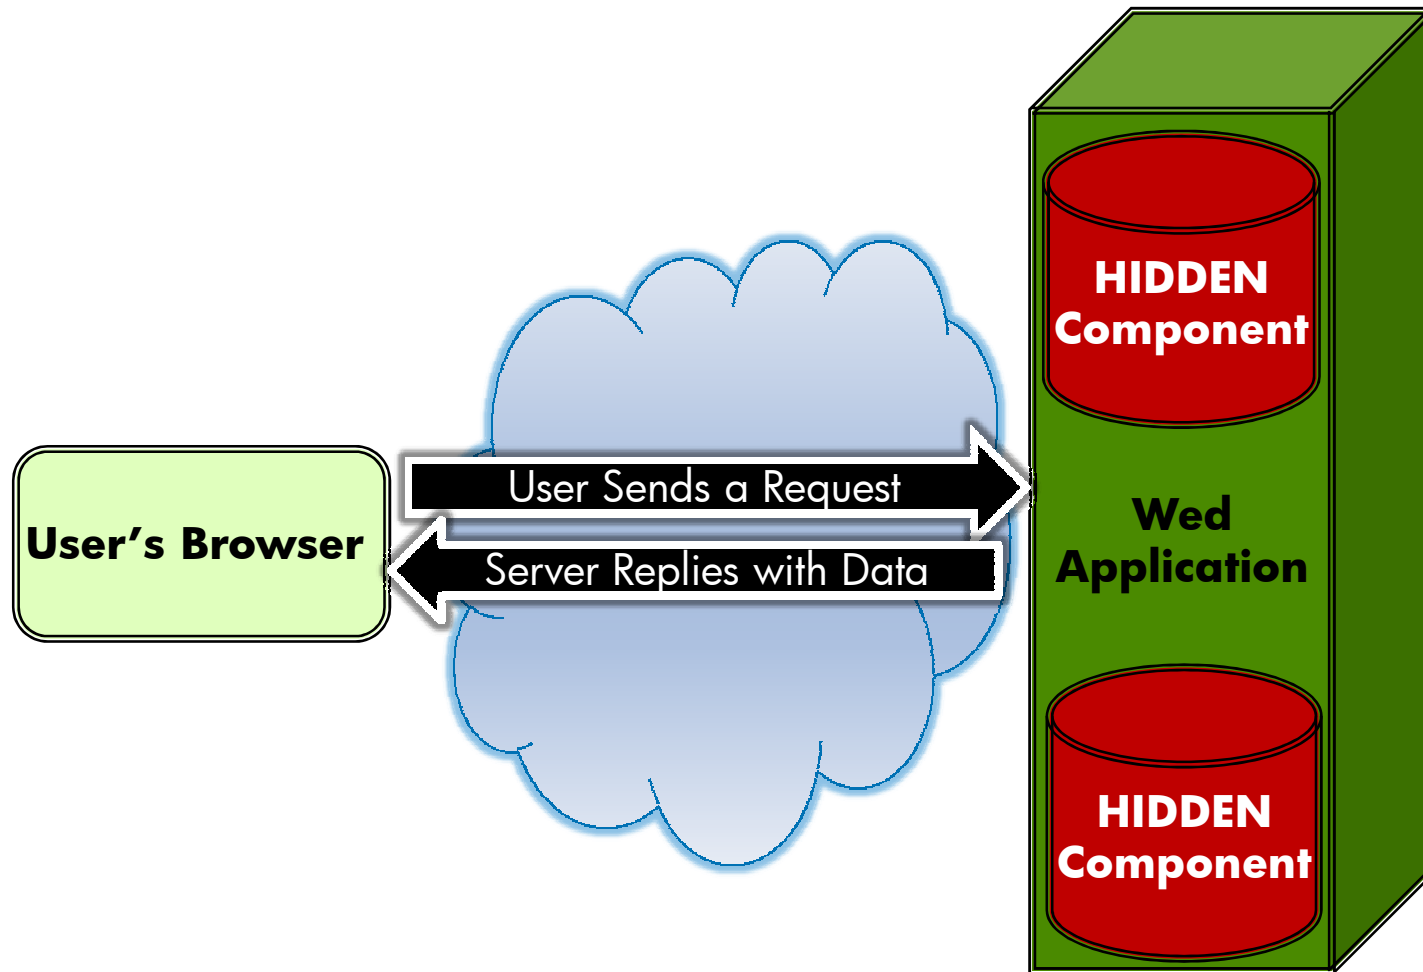 HIDDEN
Component
User Sends a Request
Wed
Application
User's Browser
Server Replies with Data
HIDDEN
Component